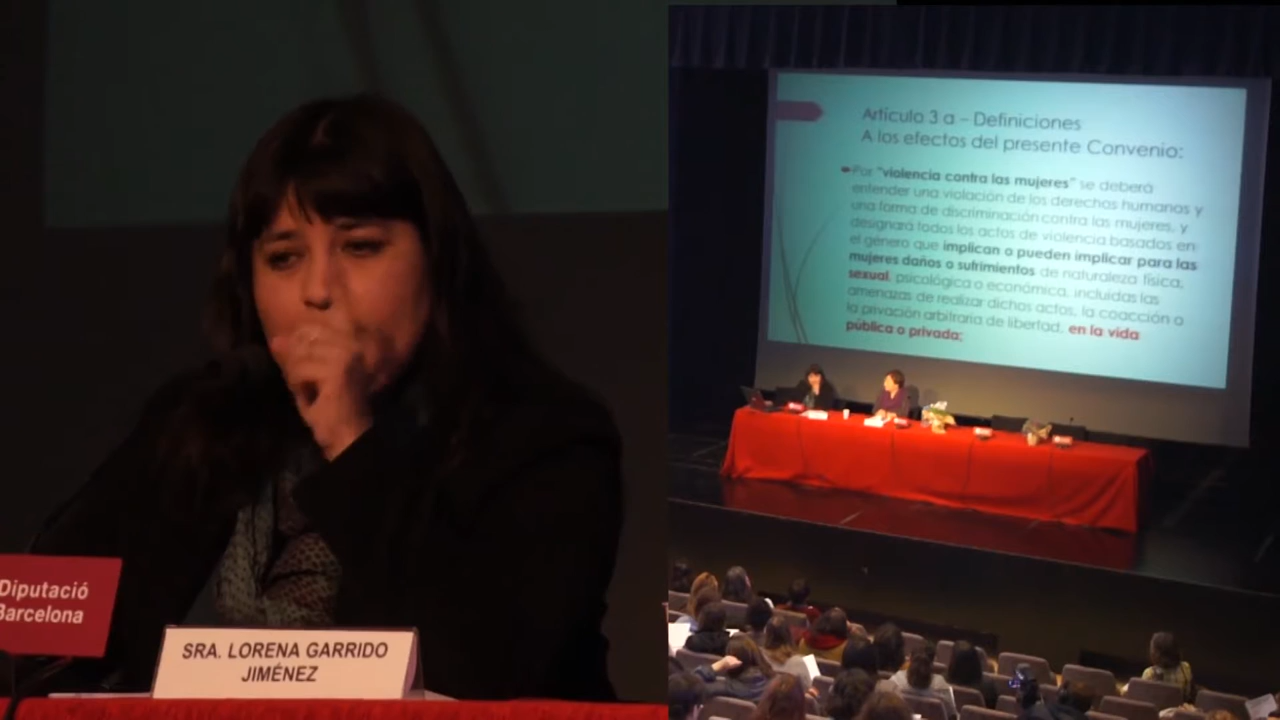 Diputació
Barcelona
SRA. LORENA GARRIDO
JIMÉNEZ
Artículo 3 a – Definiciones
A los efectos del presente Convenio:
Por "violencia contra las mujeres" se deberá
entender una violación de los derechos humanos y
una forma de discriminación contra las mujeres, y
designará todos los actos de violencia basados en
el género que implican o pueden implicar para las
mujeres daños o sufrimientos de naturaleza física,
sexual, psicológica o económica, incluidas las
amenazas de realizar dichos actos, la coacción o
la privación arbitraria de libertad, en la vida
pública o privada;